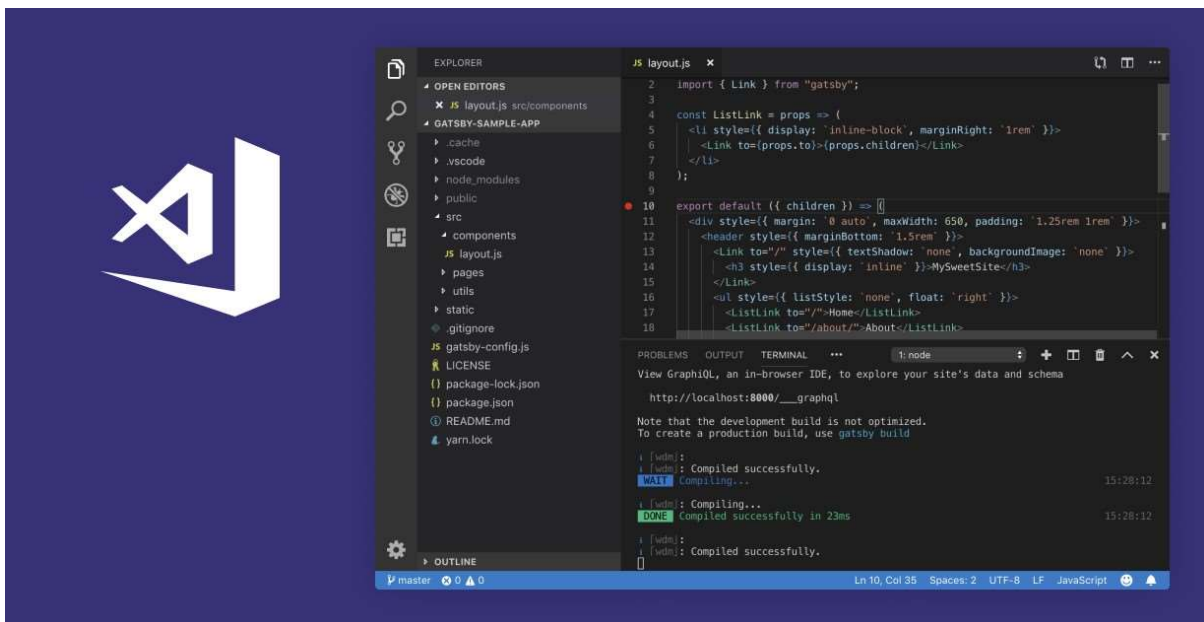 EXPLORER
OPEN EDITORS
JS layout.js src/components
GATSBY-SAMPLE-APP
.cache
.vscode
node_modules
public
src
components
JS layout.js
pages
utils
static
.gitignore
JS gatsby-config.js
LICENSE
{} package-lock.json
{} package.json
README.md
yarn.lock
OUTLINE
JS layout.js
2 import { Link } from "gatsby";
3
4 const ListLink = props => (
5 <li style={{ display: `inline-block`, marginRight: `1rem` }}>
6 <Link to={props.to}>{props.children}</Link>
7 </li>
8 );
9
10 export default ({ children }) => (
11 <div style={{ margin: `0 auto`, maxWidth: 650, padding: `1.25rem 1rem` }}>
12 <header style={{ marginBottom: `1.5rem` }}>
13 <Link to="/" style={{ textShadow: `none`, backgroundImage: `none` }}>
14 <h3 style={{ display: `inline` }}>MySweetSite</h3>
15 </Link>
16 <ul style={{ listStyle: `none`, float: `right` }}>
17 <ListLink to="/">Home</ListLink>
18 <ListLink to="/about/">About</ListLink>
PROBLEMS OUTPUT TERMINAL ••• 1: node
View GraphiQL, an in-browser IDE, to explore your site's data and schema
http://localhost:8000/___graphql
Note that the development build is not optimized.
To create a production build, use gatsby build
i ｢wdm｣:
i ｢wdm｣: Compiled successfully.
WAIT Compiling... 15:28:12
i ｢wdm｣: Compiling...
DONE Compiled successfully in 23ms 15:28:12
i ｢wdm｣:
i ｢wdm｣: Compiled successfully.
master 0 0 Ln 10, Col 35 Spaces: 2 UTF-8 LF JavaScript